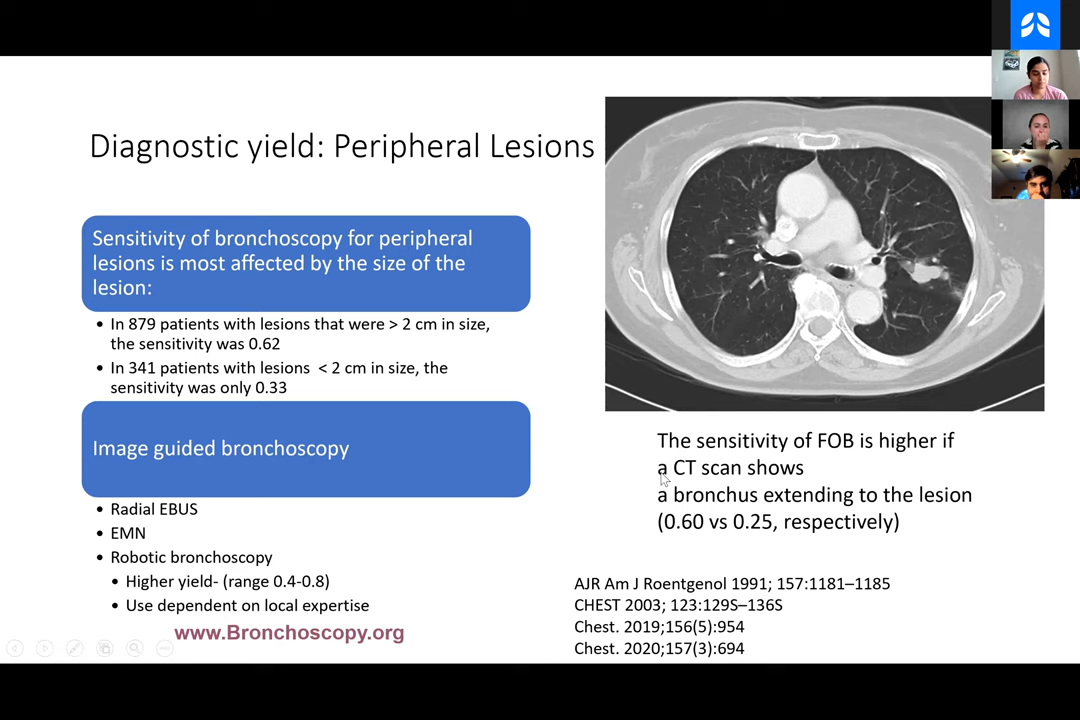 Diagnostic yield: Peripheral Lesions
Sensitivity of bronchoscopy for peripheral
lesions is most affected by the size of the
lesion:
• In 879 patients with lesions that were > 2 cm in size,
the sensitivity was 0.62
• In 341 patients with lesions < 2 cm in size, the
sensitivity was only 0.33
Image guided bronchoscopy
• Radial EBUS
• EMN
• Robotic bronchoscopy
• Higher yield- (range 0.4-0.8)
• Use dependent on local expertise
www.Bronchoscopy.org
The sensitivity of FOB is higher if
a CT scan shows
a bronchus extending to the lesion
(0.60 vs 0.25, respectively)
AJR Am J Roentgenol 1991; 157:1181–1185
CHEST 2003; 123:129S–136S
Chest. 2019;156(5):954
Chest. 2020;157(3):694